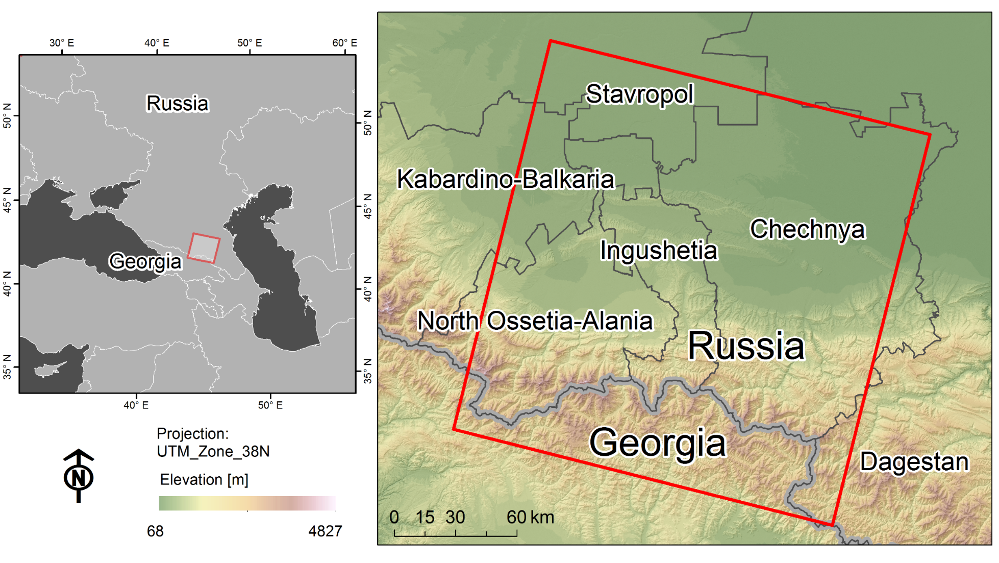 30° E 40° E 50° E 60° E
50° N
45° N
40° N
35° N
Russia
Georgia
50° N
45° N
40° N
35° N
40° E 50° E
Projection:
UTM_Zone_38N
N
Elevation [m]
68 4827
Stavropol
Kabardino-Balkaria
Chechnya
Ingushetia
North Ossetia-Alania
Russia
Georgia
Dagestan
0 15 30 60 km